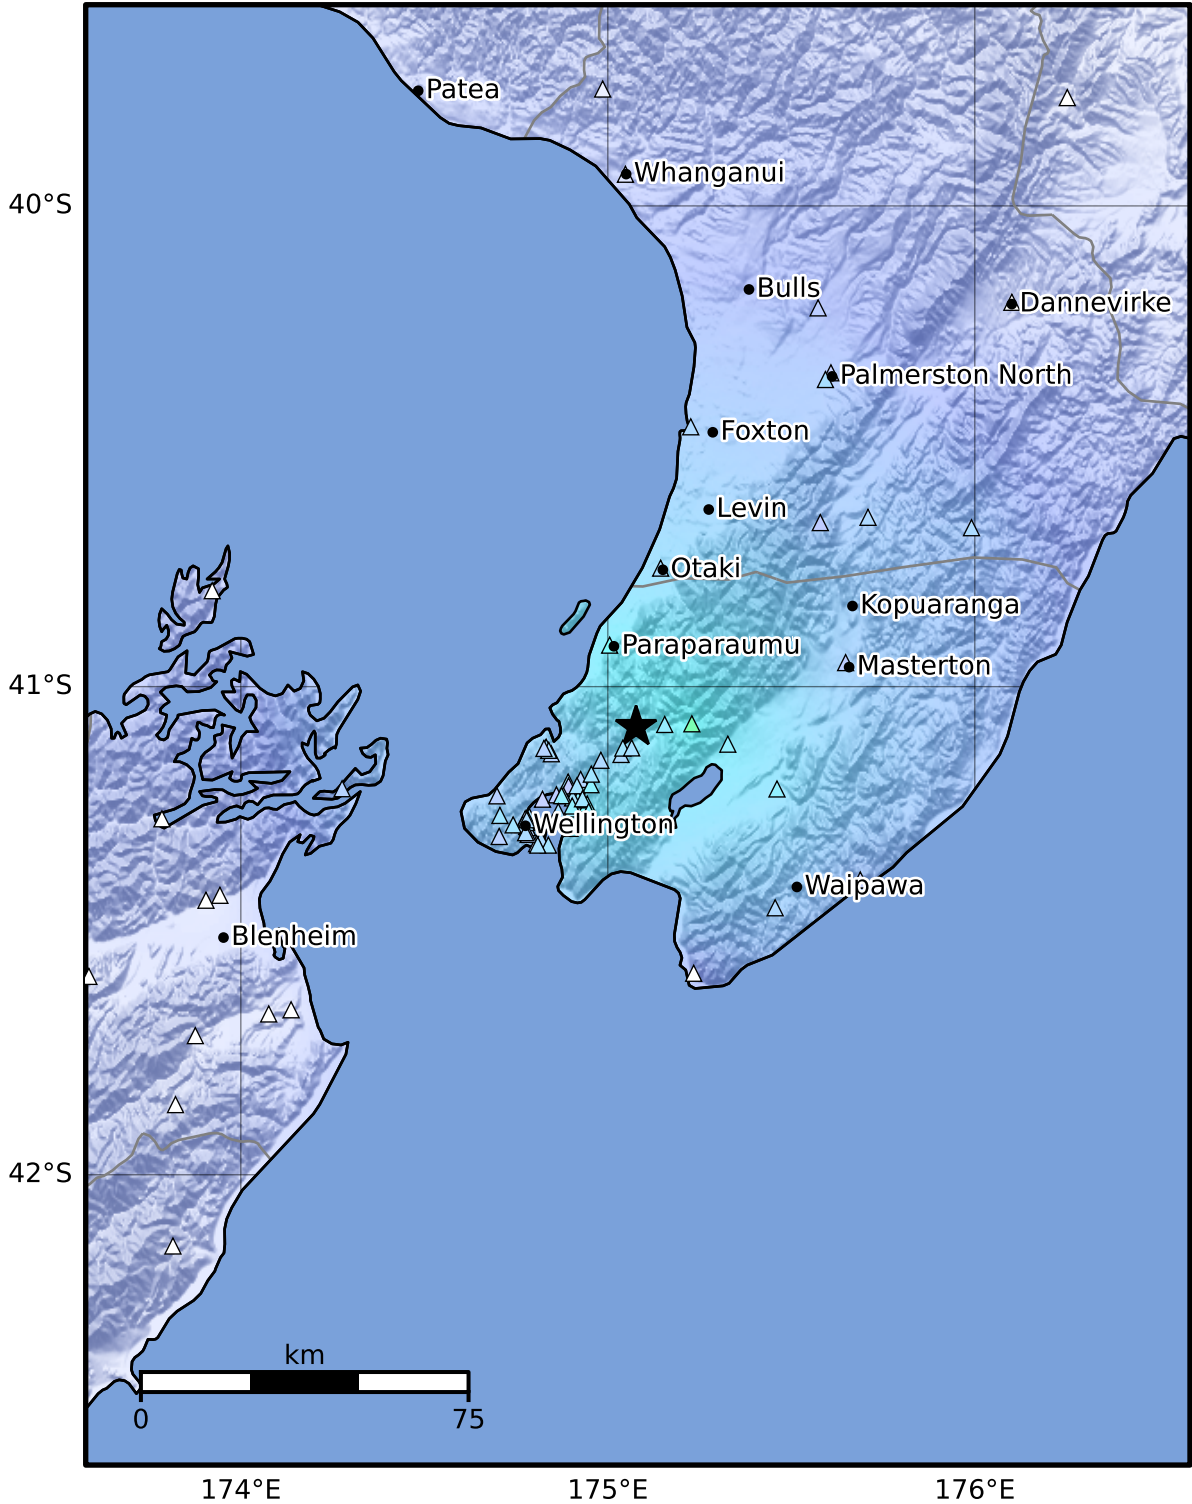 Patea
Whanganui
40°S
Bulls
Dannevirke
Palmerston North
Foxton
Levin
Otaki
Kopuaranga
Paraparaumu
Masterton
41°S
Wellington
Waipawa
Blenheim
42°S
km
0 75
174°E 175°E 176°E